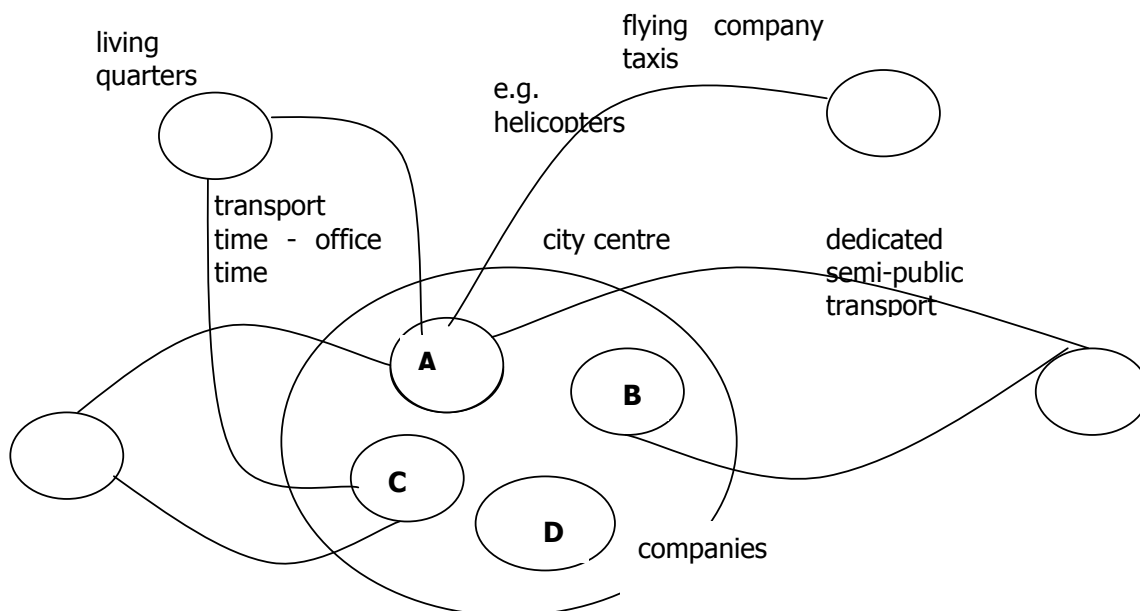 living
quarters
flying company
taxis
e.g.
helicopters
transport
time - office
time
city centre
dedicated
semi-public
transport
A
B
C
D
companies